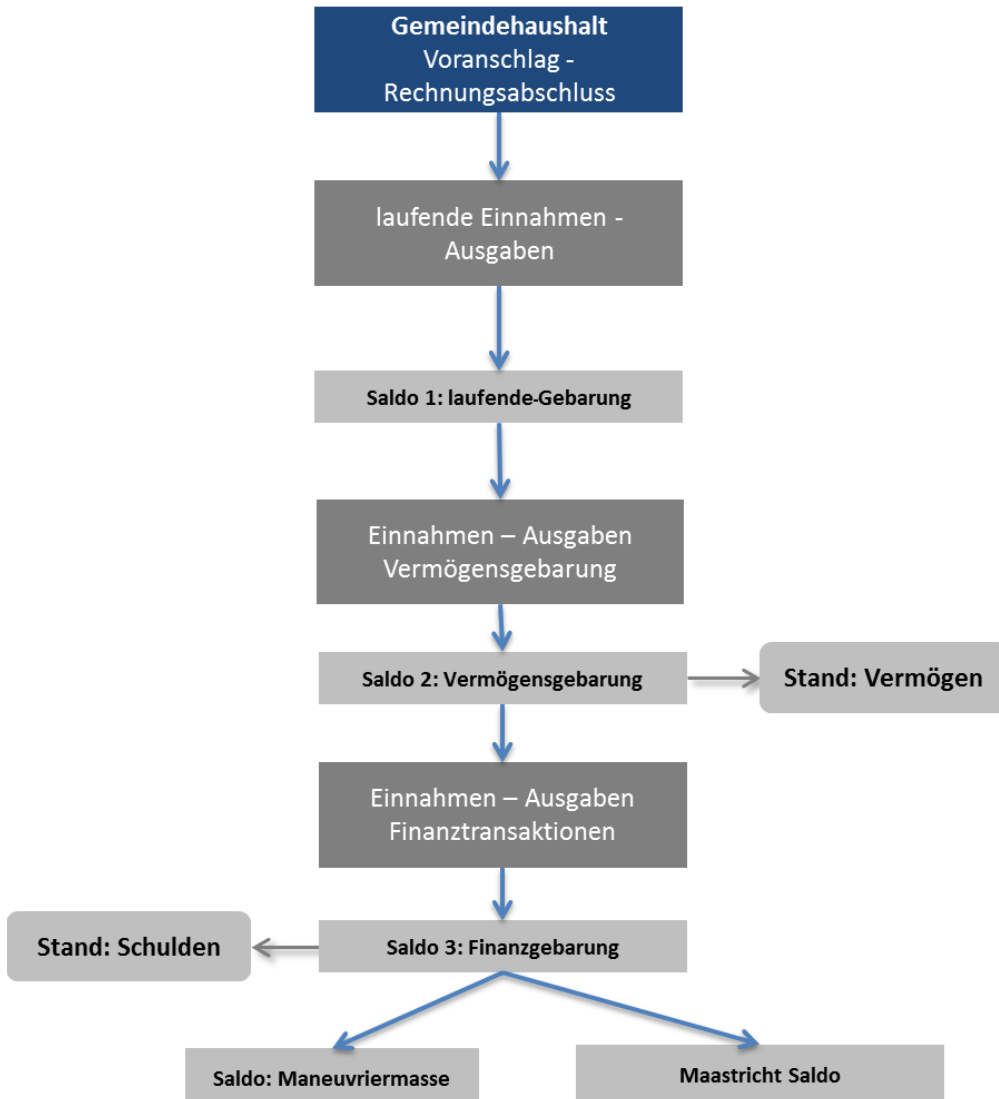 Gemeindehaushalt
Voranschlag -
Rechnungsabschluss
laufende Einnahmen -
Ausgaben
Saldo 1: laufende-Gebarung
Einnahmen – Ausgaben
Vermögensgebarung
Saldo 2: Vermögensgebarung
Stand: Vermögen
Einnahmen – Ausgaben
Finanztransaktionen
Stand: Schulden
Saldo 3: Finanzgebarung
Saldo: Maneuvriermasse
Maastricht Saldo